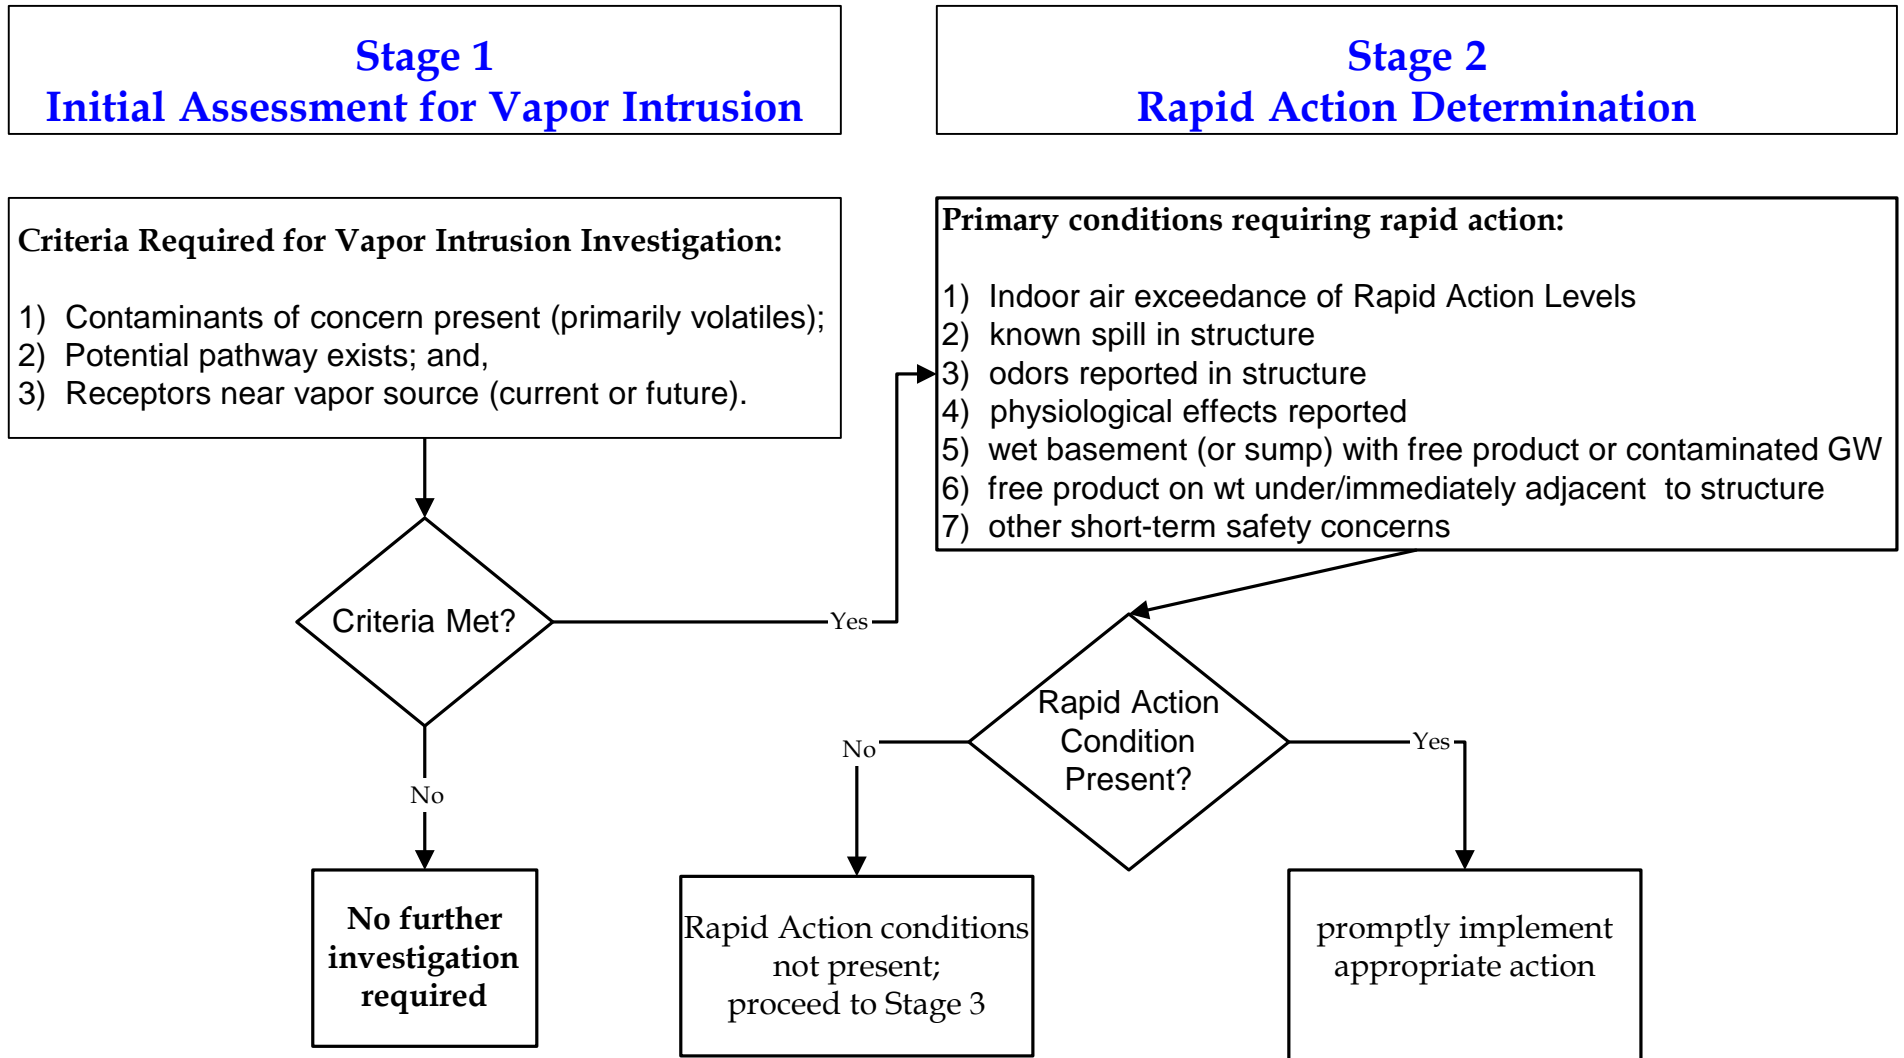 Stage 1
Initial Assessment for Vapor Intrusion
Stage 2
Rapid Action Determination
Criteria Required for Vapor Intrusion Investigation:
1) Contaminants of concern present (primarily volatiles);
2) Potential pathway exists; and,
3) Receptors near vapor source (current or future).
Primary conditions requiring rapid action:
1) Indoor air exceedance of Rapid Action Levels
2) known spill in structure
3) odors reported in structure
4) physiological effects reported
5) wet basement (or sump) with free product or contaminated GW
6) free product on wt under/immediately adjacent to structure
7) other short-term safety concerns
Criteria Met?
Yes
No
No further
investigation
required
Rapid Action
Condition
Present?
No
Yes
Rapid Action conditions
not present;
proceed to Stage 3
promptly implement
appropriate action